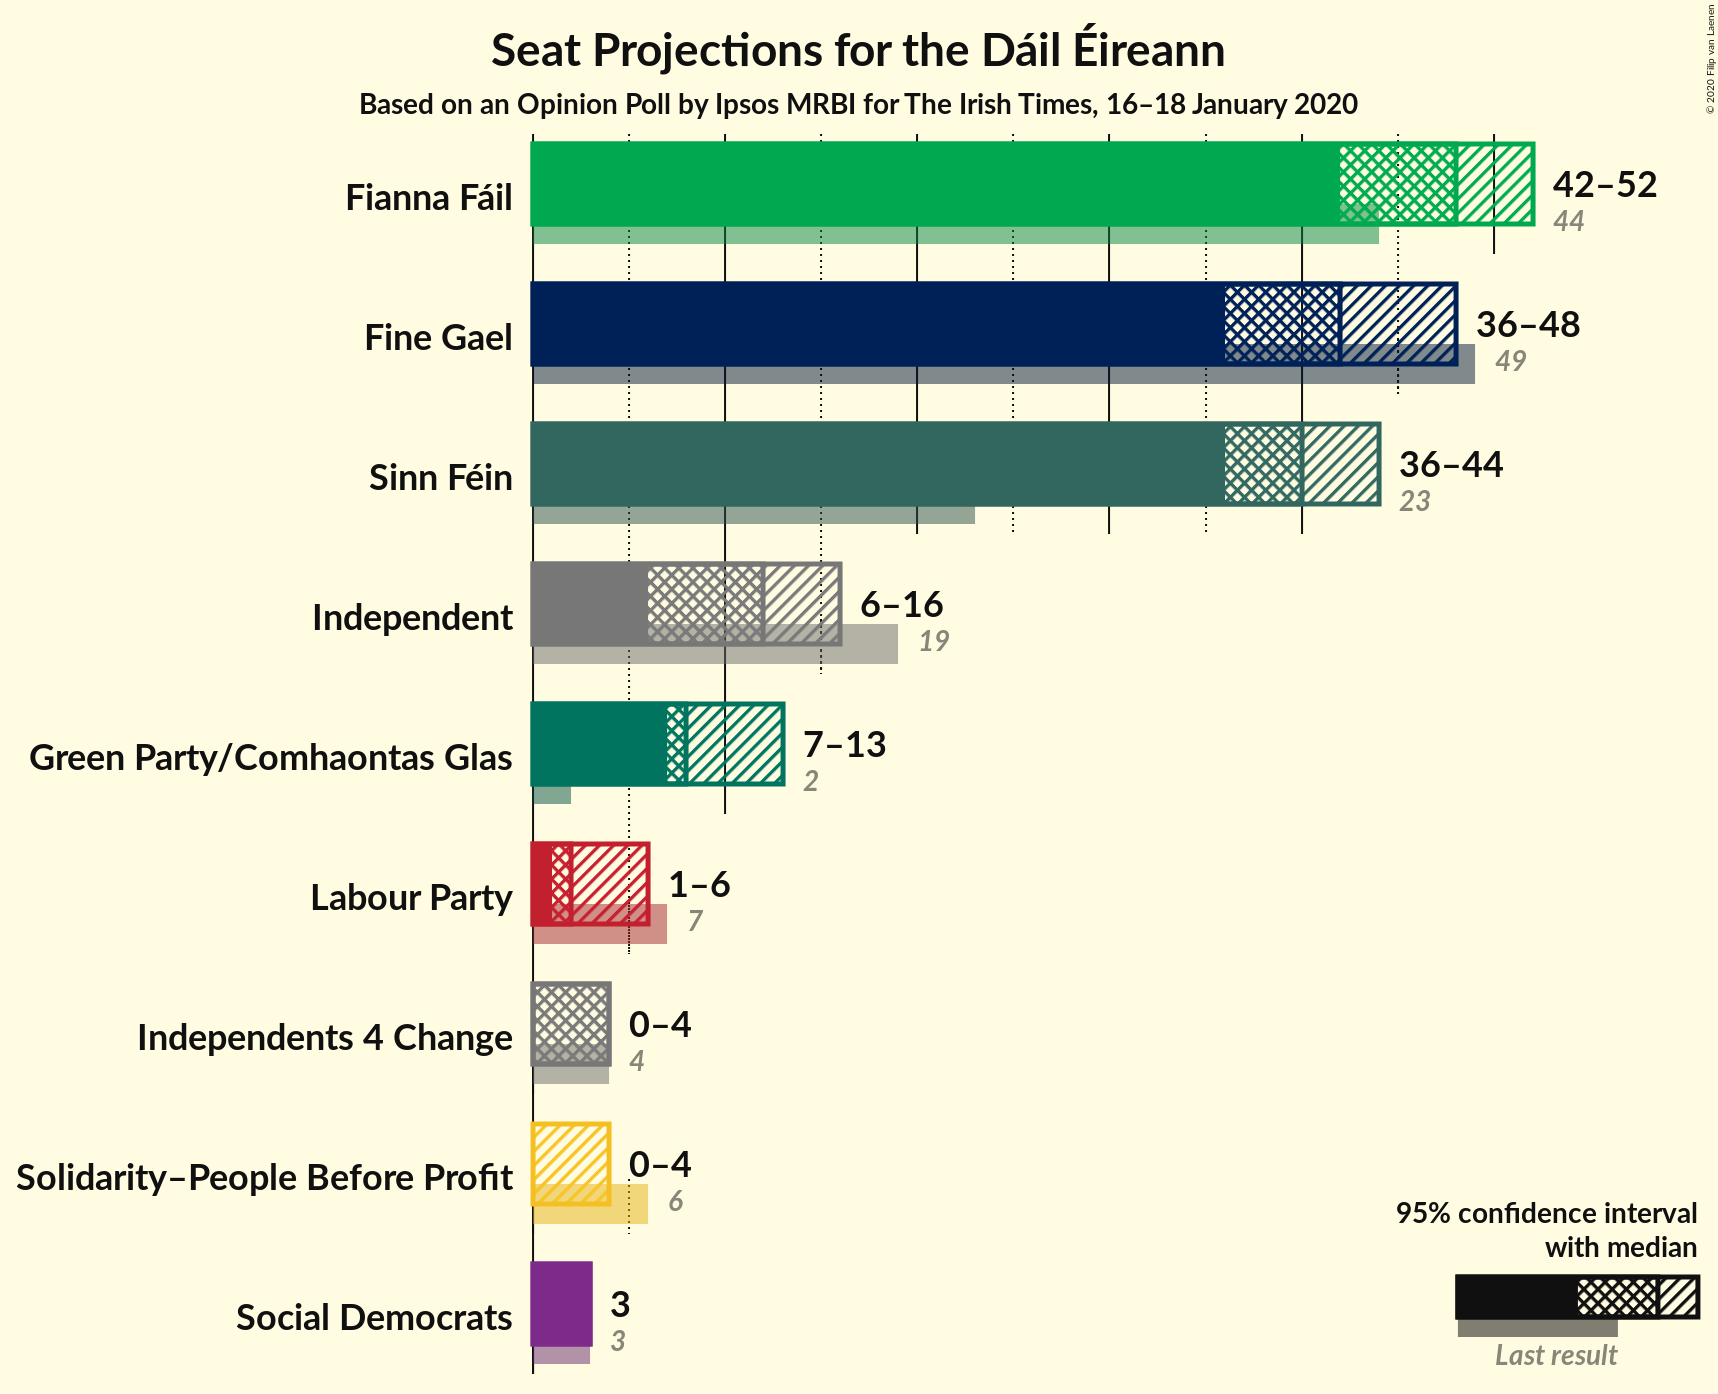 Seat Projections for the Dáil Éireann
Based on an Opinion Poll by Ipsos MRBI for The Irish Times, 16–18 January 2020
© 2020 Filip van Laenen
Fianna Fáil
42–52
44
Fine Gael
36–48
49
Sinn Féin
36–44
23
Independent
6–16
19
Green Party/Comhaontas Glas
7–13
2
Labour Party
1–6
7
Independents 4 Change
0–4
4
Solidarity–People Before Profit
0–4
6
Social Democrats
3
3
95% confidence interval
with median
Last result